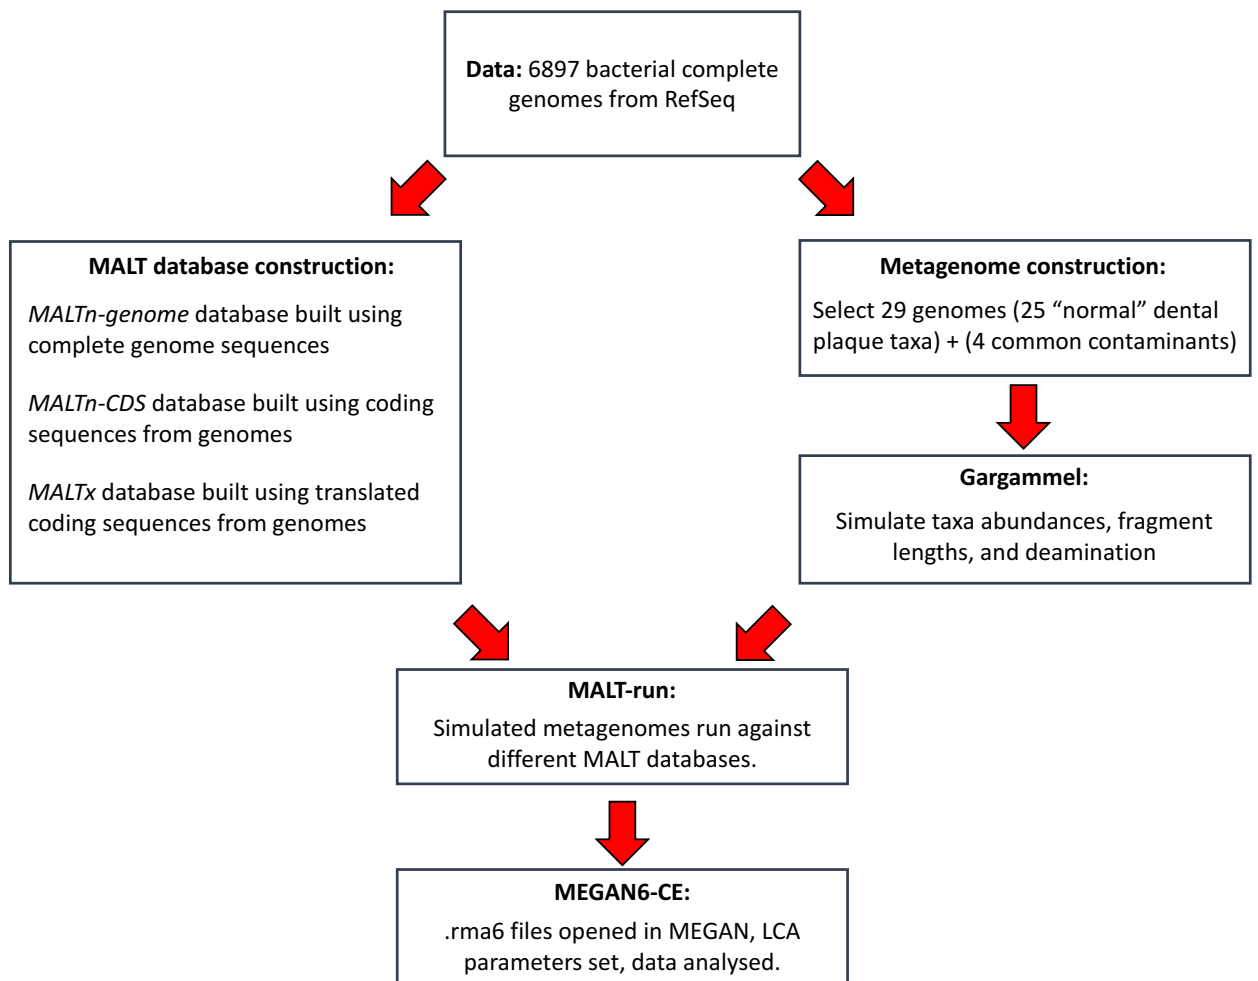 Data: 6897 bacterial complete
genomes from RefSeq
MALT database construction:
MALTn-genome database built using
complete genome sequences
MALTn-CDS database built using coding
sequences from genomes
MALTx database built using translated
coding sequences from genomes
Metagenome construction:
Select 29 genomes (25 “normal” dental
plaque taxa) + (4 common contaminants)
Gargammel:
Simulate taxa abundances, fragment
lengths, and deamination
MALT-run:
Simulated metagenomes run against
different MALT databases.
MEGAN6-CE:
.rma6 files opened in MEGAN, LCA
parameters set, data analysed.